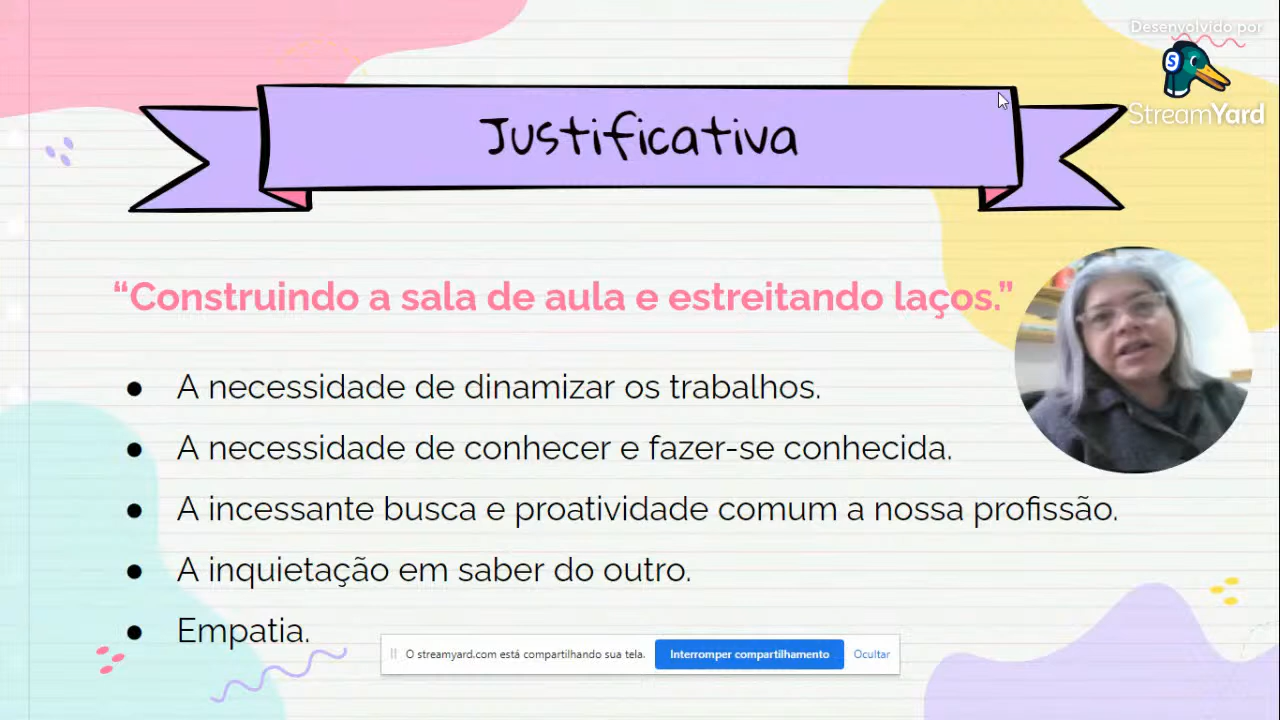 Desenvolvido por
S
StreamYard
Justificativa
“Construindo a sala de aula e estreitando laços.”
● A necessidade de dinamizar os trabalhos.
● A necessidade de conhecer e fazer-se conhecida.
● A incessante busca e proatividade comum a nossa profissão.
● A inquietação em saber do outro.
● Empatia.
O streamyard.com está compartilhando sua tela. Interromper compartilhamento Ocultar